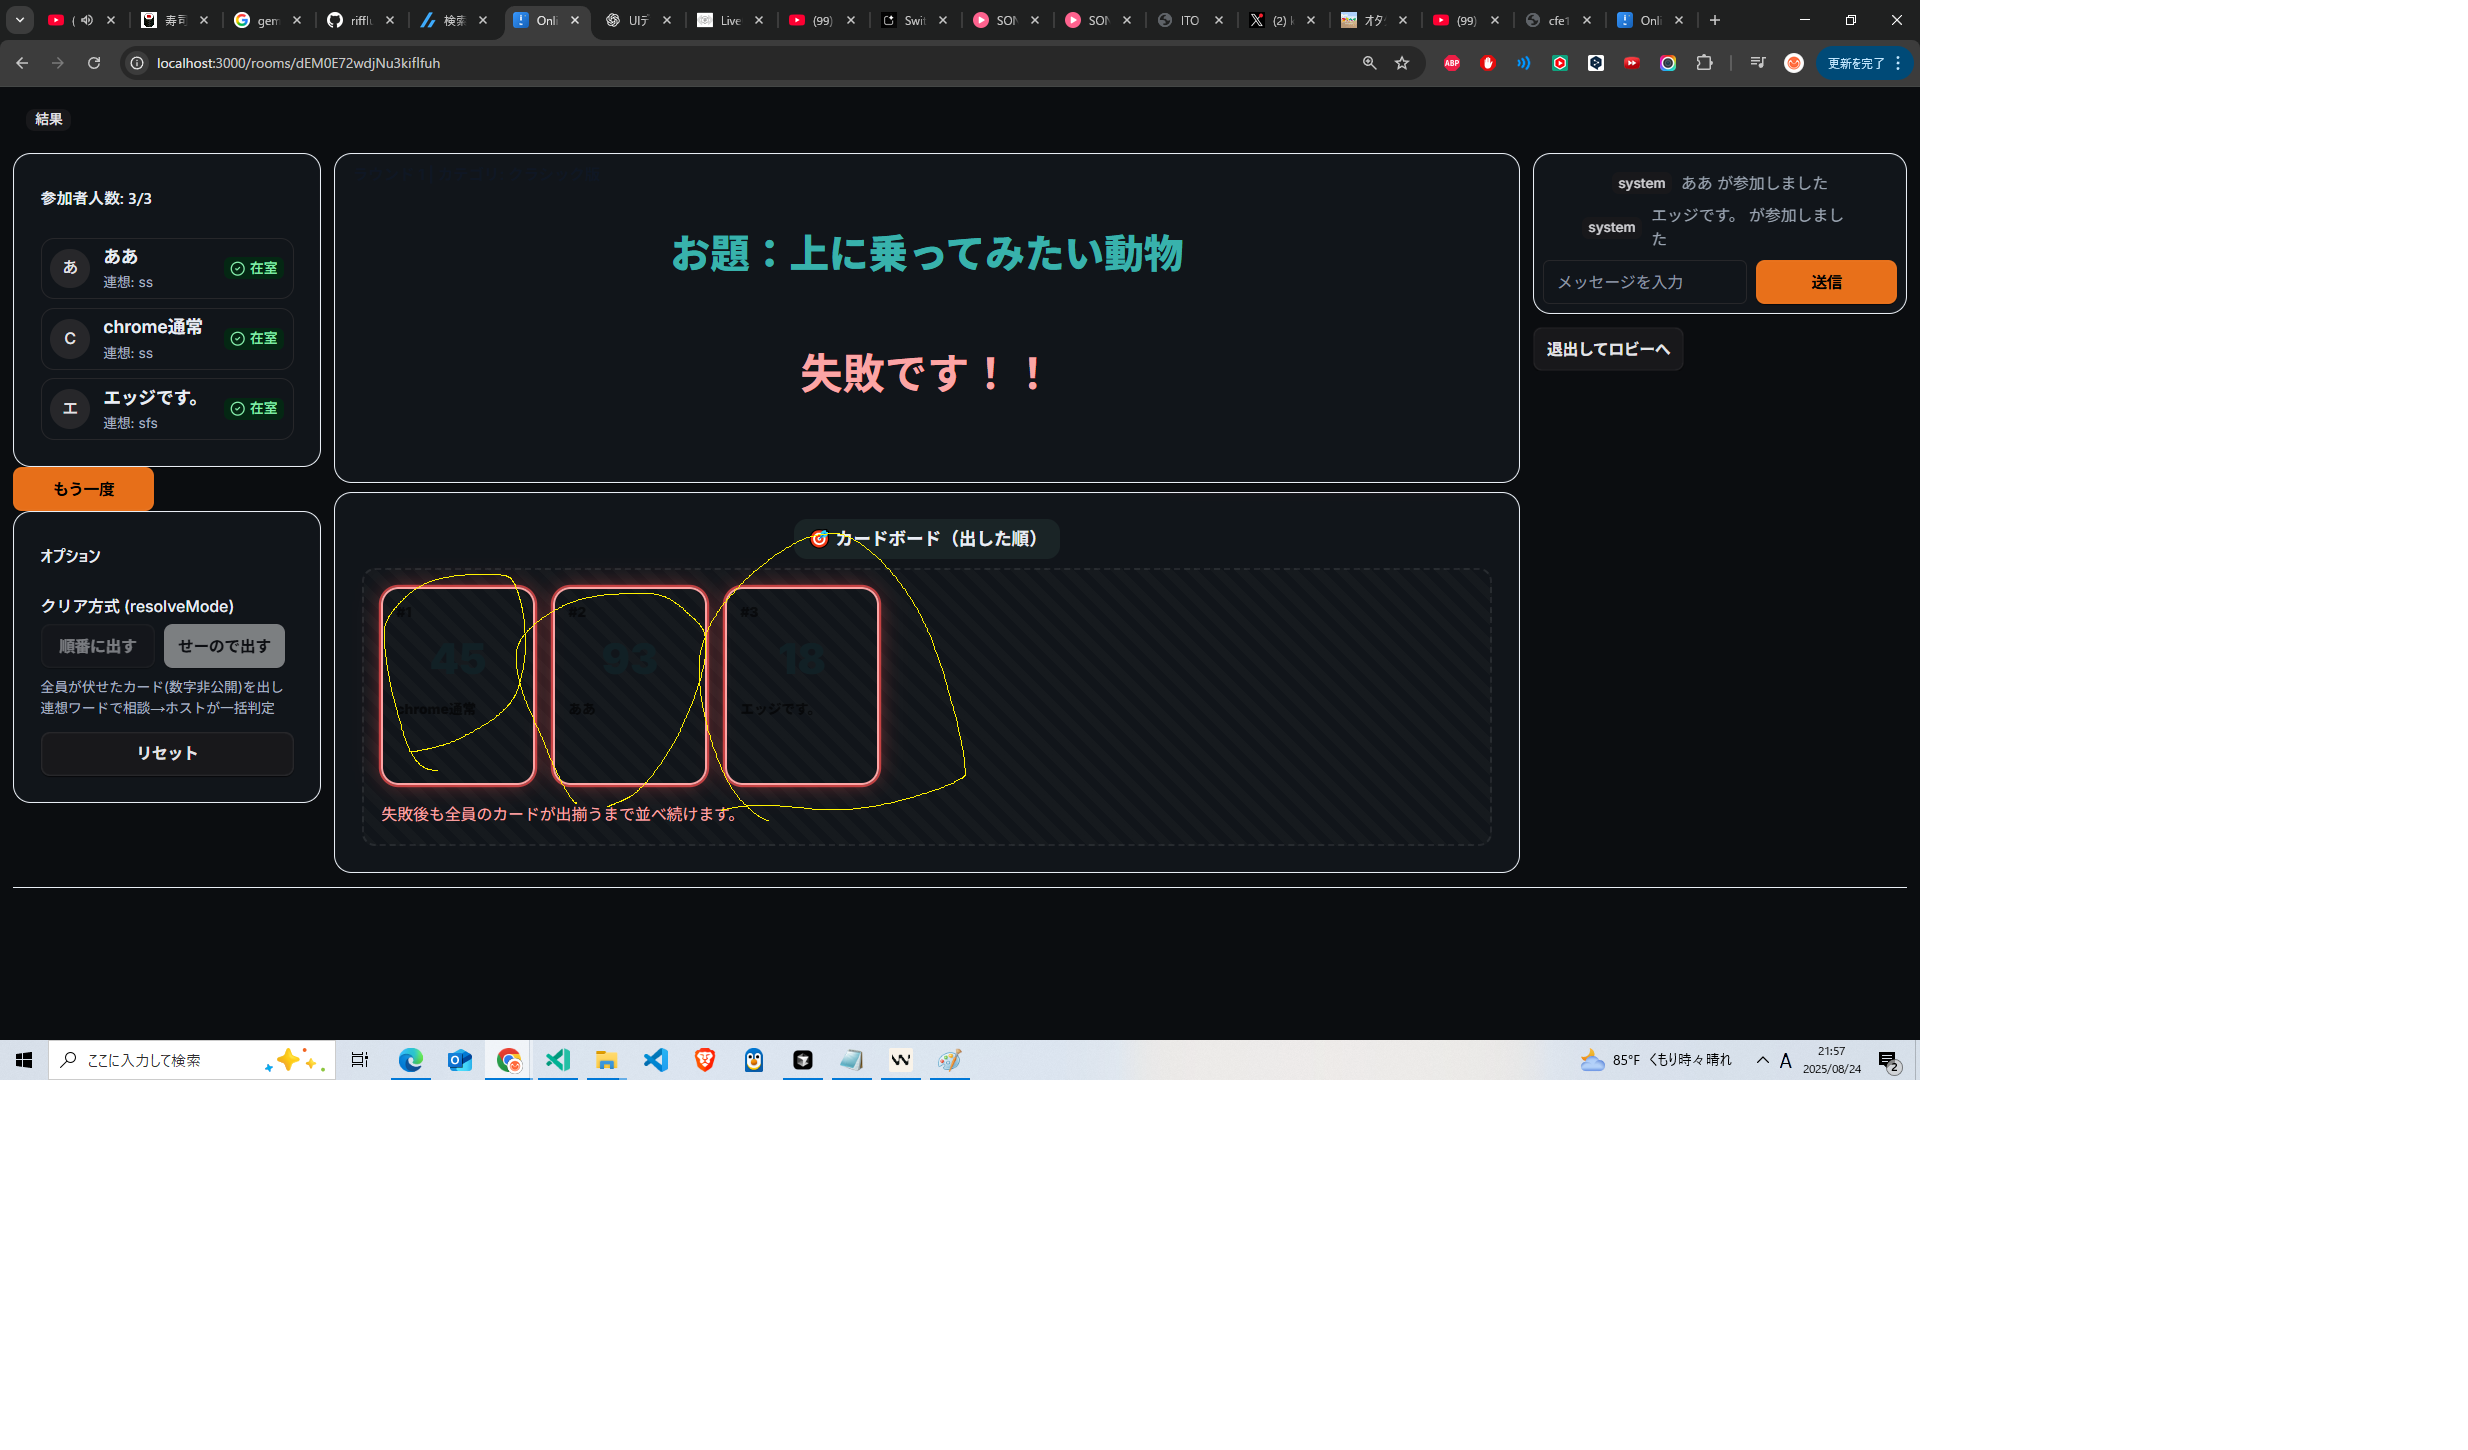 寿司
gem
rifflu
検索
Onli
UIデ
Live
(99)
Swit
SON
SON
ITO
(2)
オタ
(99)
cfe1
Onli
localhost:3000/rooms/dEM0E72wdjNu3kiflfuh
ABP
更新を完了
結果
参加者人数: 3/3
あ
ああ
連想: ss
在室
C
chrome通常
連想: ss
在室
エ
エッジです。
連想: sfs
在室
もう一度
オプション
クリア方式 (resolveMode)
順番に出す
せーので出す
全員が伏せたカード(数字非公開)を出し
連想ワードで相談→ホストが一括判定
リセット
お題：上に乗ってみたい動物
失敗です！！
カードボード（出した順）
#1
45
chrome通常
#2
93
ああ
#3
18
エッジです。
失敗後も全員のカードが出揃うまで並べ続けます。
system
ああ が参加しました
system
エッジです。 が参加しまし
た
メッセージを入力
送信
退出してロビーへ
ここに入力して検索
85°F くもり時々晴れ
A
21:57
2025/08/24
2